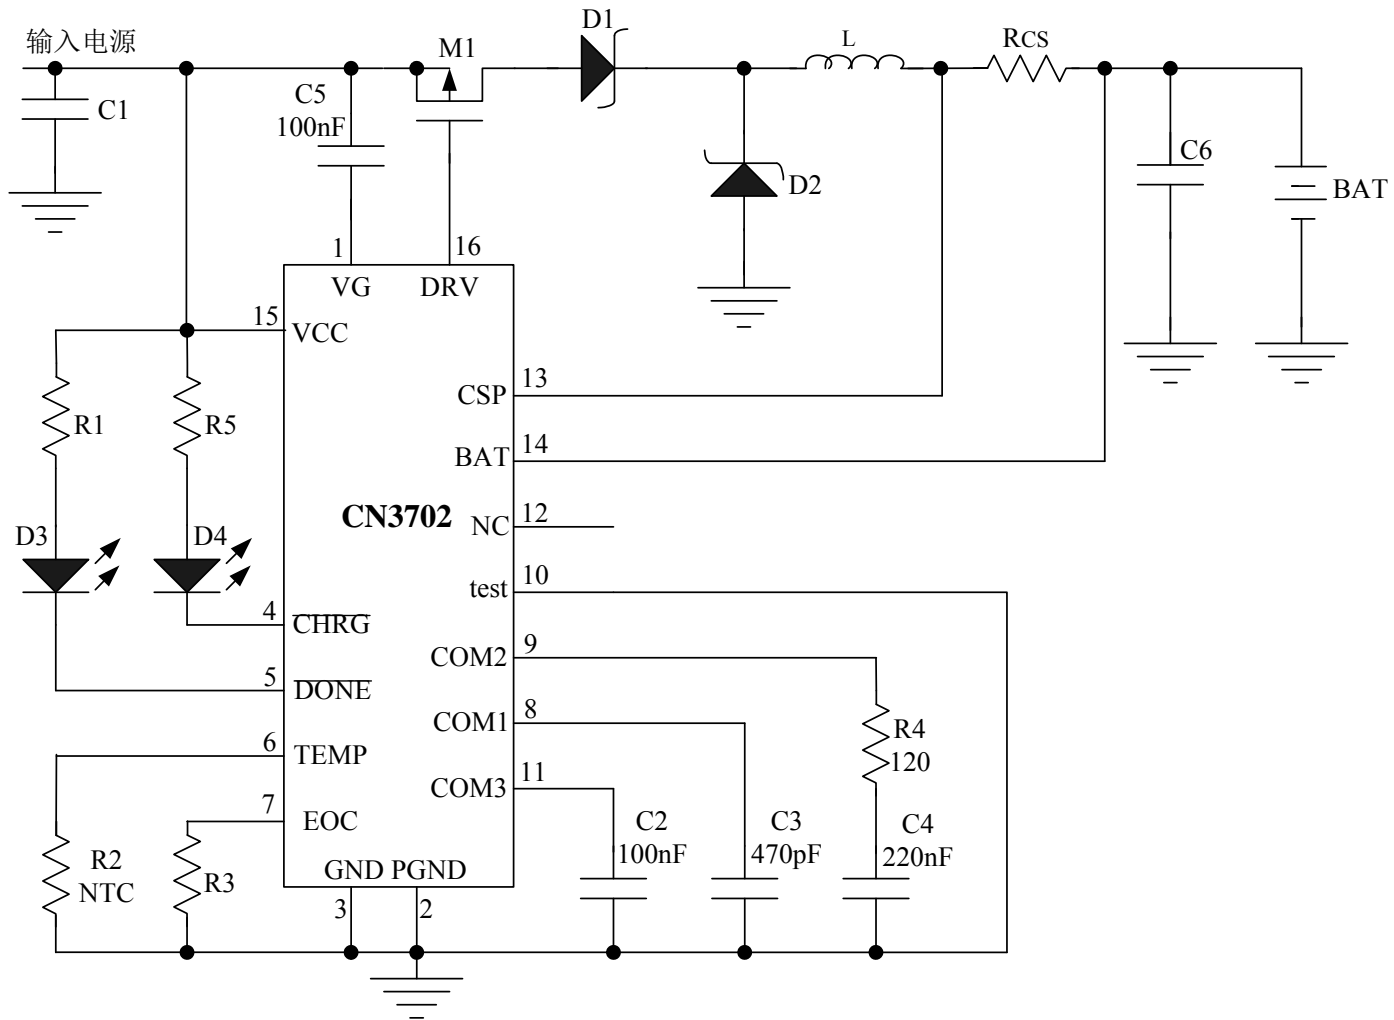 D1
L
RCS
输入电源
M1
C1
C5
100nF
C6
D2
BAT
1
16
VG
DRV
15
VCC
13
CSP
R1
R5
14
BAT
CN3702
12
NC
D3
D4
10
test
4
CHRG
9
COM2
5
DONE
8
COM1
R4
120
6
TEMP
11
COM3
7
EOC
C2
100nF
C3
470pF
C4
220nF
R2
NTC
R3
GND PGND
3
2